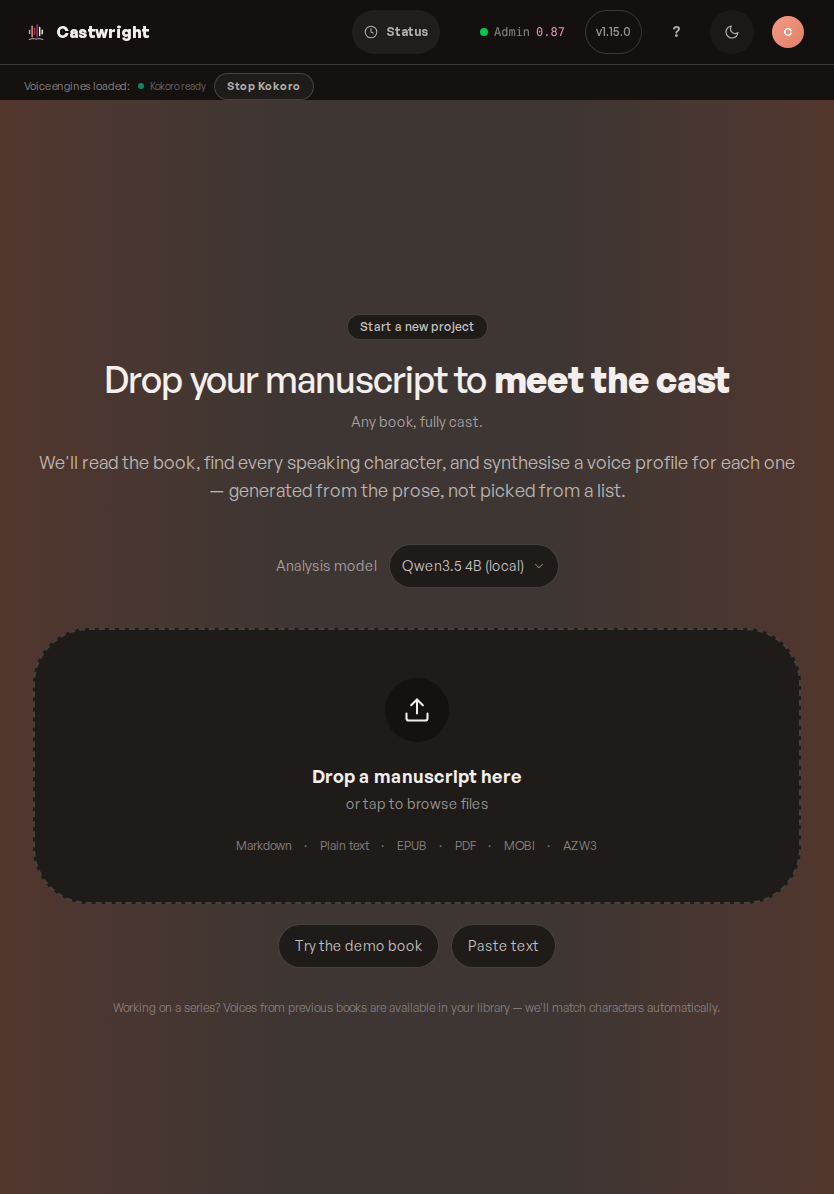 Castwright
Status
Admin 0.87
v1.15.0
?
C
Voice engines loaded:
Kokoro ready
Stop Kokoro
Start a new project
Drop your manuscript to meet the cast
Any book, fully cast.
We'll read the book, find every speaking character, and synthesise a voice profile for each one
— generated from the prose, not picked from a list.
Analysis model
Qwen3.5 4B (local)
Drop a manuscript here
or tap to browse files
Markdown · Plain text · EPUB · PDF · MOBI · AZW3
Try the demo book
Paste text
Working on a series? Voices from previous books are available in your library — we'll match characters automatically.